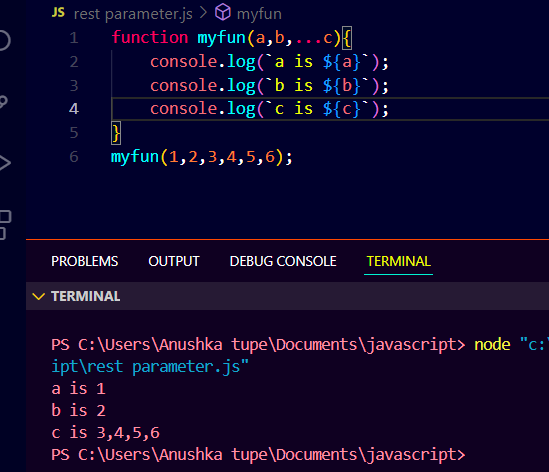 JS rest parameter.js > myfun
1 function myfun(a,b,...c){
2 console.log(`a is ${a}`);
3 console.log(`b is ${b}`);
4 console.log(`c is ${c}`);
5 }
6 myfun(1,2,3,4,5,6);
PROBLEMS OUTPUT DEBUG CONSOLE TERMINAL
TERMINAL
PS C:\Users\Anushka tupe\Documents\javascript> node "c:\
ipt\rest parameter.js"
a is 1
b is 2
c is 3,4,5,6
PS C:\Users\Anushka tupe\Documents\javascript>